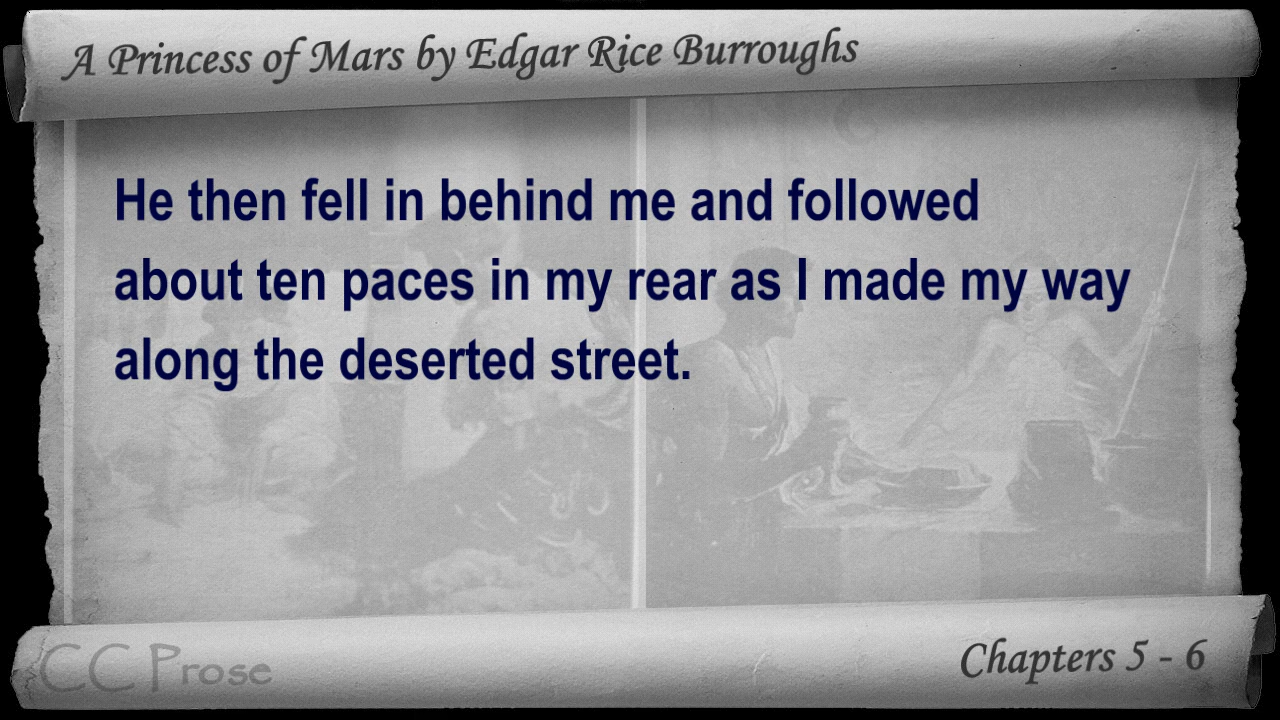 A Princess of Mars by Edgar Rice Burroughs
He then fell in behind me and followed
about ten paces in my rear as I made my way
along the deserted street.
CC Prose
Chapters 5 - 6